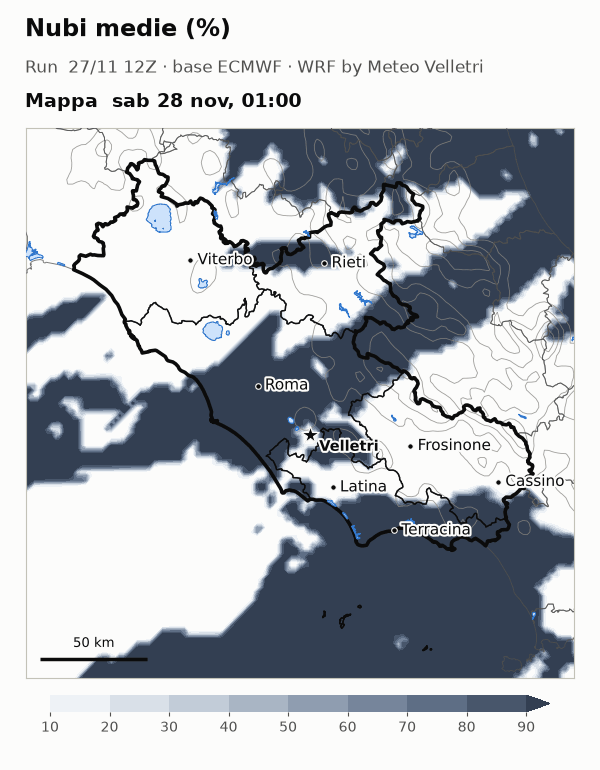 Nubi medie (%)
Run  27/11 12Z · base ECMWF · WRF by Meteo Velletri
Mappa  sab 28 nov, 01:00
Viterbo
Rieti
Roma
Velletri
Frosinone
Latina
Cassino
Terracina
50 km
10 20 30 40 50 60 70 80 90